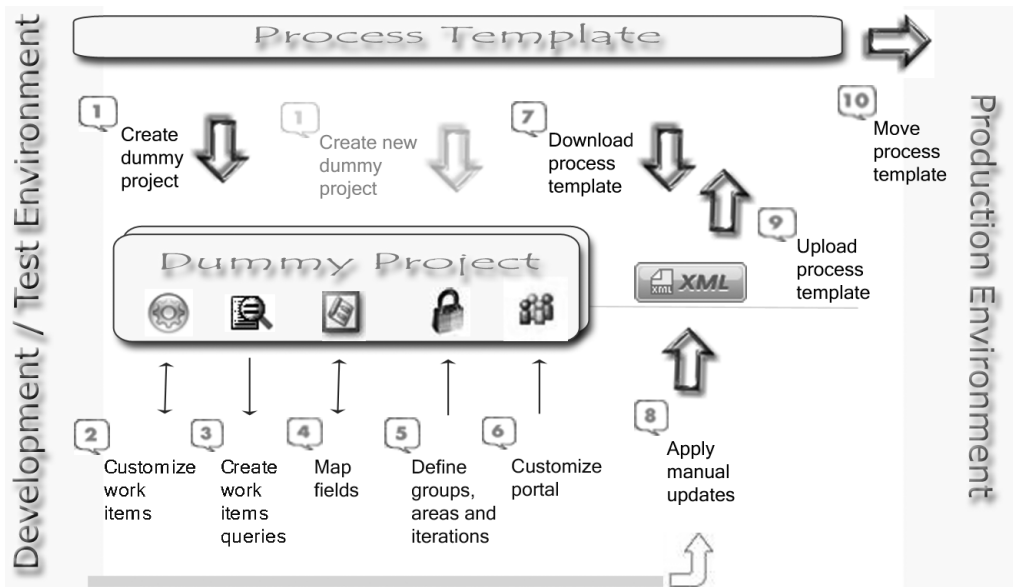 Development / Test Environment
Process Template
1
Create
dummy
project
1
Create new
dummy
project
7
Download
process
template
10
Move
process
template
9
Upload
process
template
Dummy Project
XML
XML
2
Customize
work
items
3
Create
work
items
queries
4
Map
fields
5
Define
groups,
areas and
iterations
6
Customize
portal
8
Apply
manual
updates
Production Environment